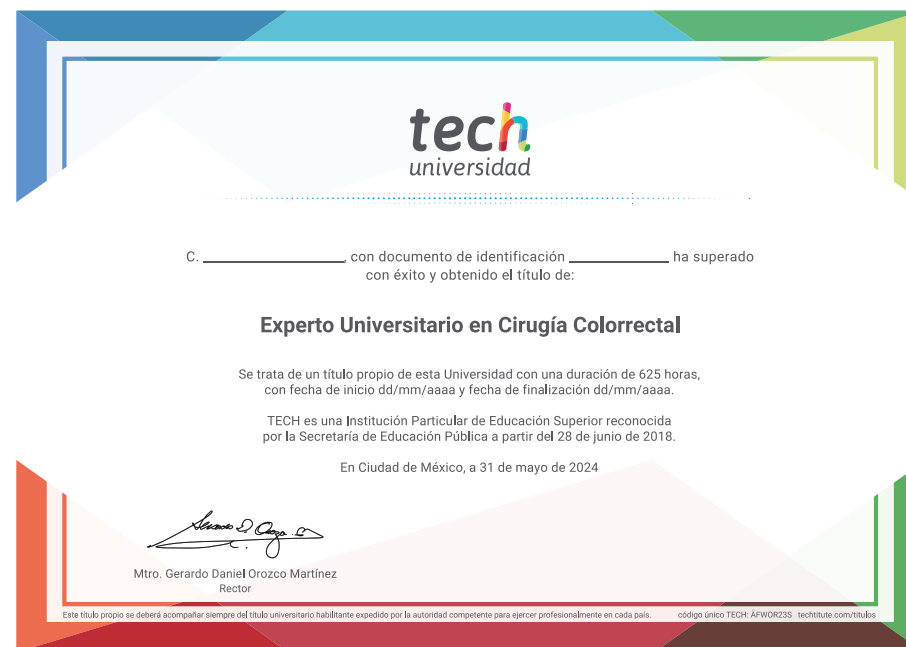 tech
universidad
C. ____________________, con documento de identificación ______________ ha superado
con éxito y obtenido el título de:
Experto Universitario en Cirugía Colorrectal
Se trata de un título propio de esta Universidad con una duración de 625 horas,
con fecha de inicio dd/mm/aaaa y fecha de finalización dd/mm/aaaa.
TECH es una Institución Particular de Educación Superior reconocida
por la Secretaría de Educación Pública a partir del 28 de junio de 2018.
En Ciudad de México, a 31 de mayo de 2024
Mtro. Gerardo Daniel Orozco Martínez
Rector
Este título propio se deberá acompañar siempre del título universitario habilitante expedido por la autoridad competente para ejercer profesionalmente en cada país. código único TECH: AFWOR23S techtitute.com/titulos